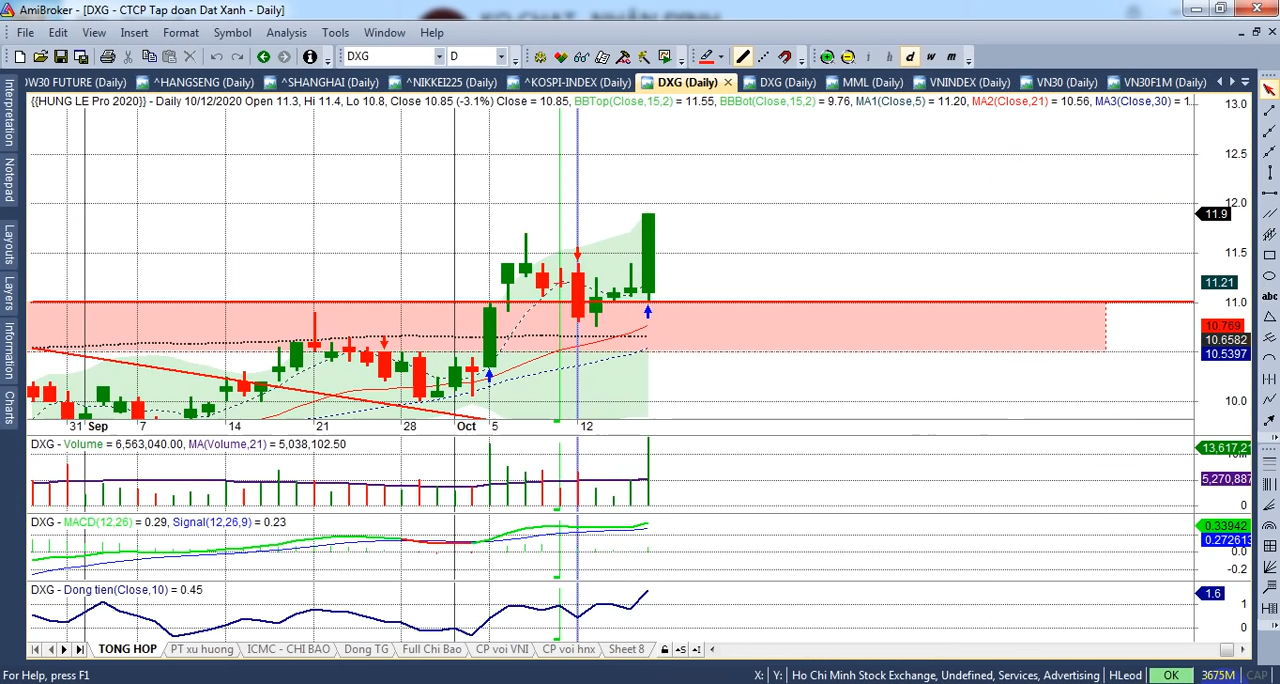 AmiBroker - [DXG - CTCP Tap doan Dat Xanh - Daily]
File Edit View Insert Format Symbol Analysis Tools Window Help
DXG D d w m
W30 FUTURE (Daily) ^HANGSENG (Daily) ^SHANGHAI (Daily) ^NIKKEI225 (Daily) ^KOSPI-INDEX (Daily) DXG (Daily) DXG (Daily) MML (Daily) VNINDEX (Daily) VN30 (Daily) VN30F1M (Daily)
{{HUNG LE Pro 2020}} - Daily 10/12/2020 Open 11.3, Hi 11.4, Lo 10.8, Close 10.85 (-3.1%) Close = 10.85, BBTop(Close,15,2) = 11.55, BBBot(Close,15,2) = 9.76, MA1(Close,5) = 11.20, MA2(Close,21) = 10.56, MA3(Close,30) = 1...
Interpretation
Notepad
Layouts
Layers
Information
Charts
abc
13.0
12.5
12.0
11.9
11.5
11.21
11.0
10.769
10.6582
10.5397
10.0
31 Sep 7 14 21 28 Oct 5 12
DXG - Volume = 6,563,040.00, MA(Volume,21) = 5,038,102.50
13,617,21
5,270,887
0
DXG - MACD(12,26) = 0.29, Signal(12,26,9) = 0.23
0.33942
0.272613
0.0
-0.2
DXG - Dong tien(Close,10) = 0.45
1.6
1
0
TONG HOP PT xu huong ICMC - CHI BAO Dong TG Full Chi Bao CP voi VNI CP voi hnx Sheet 8
For Help, press F1 X: Y: Ho Chi Minh Stock Exchange, Undefined, Services, Advertising HLeod OK 3675M CAP